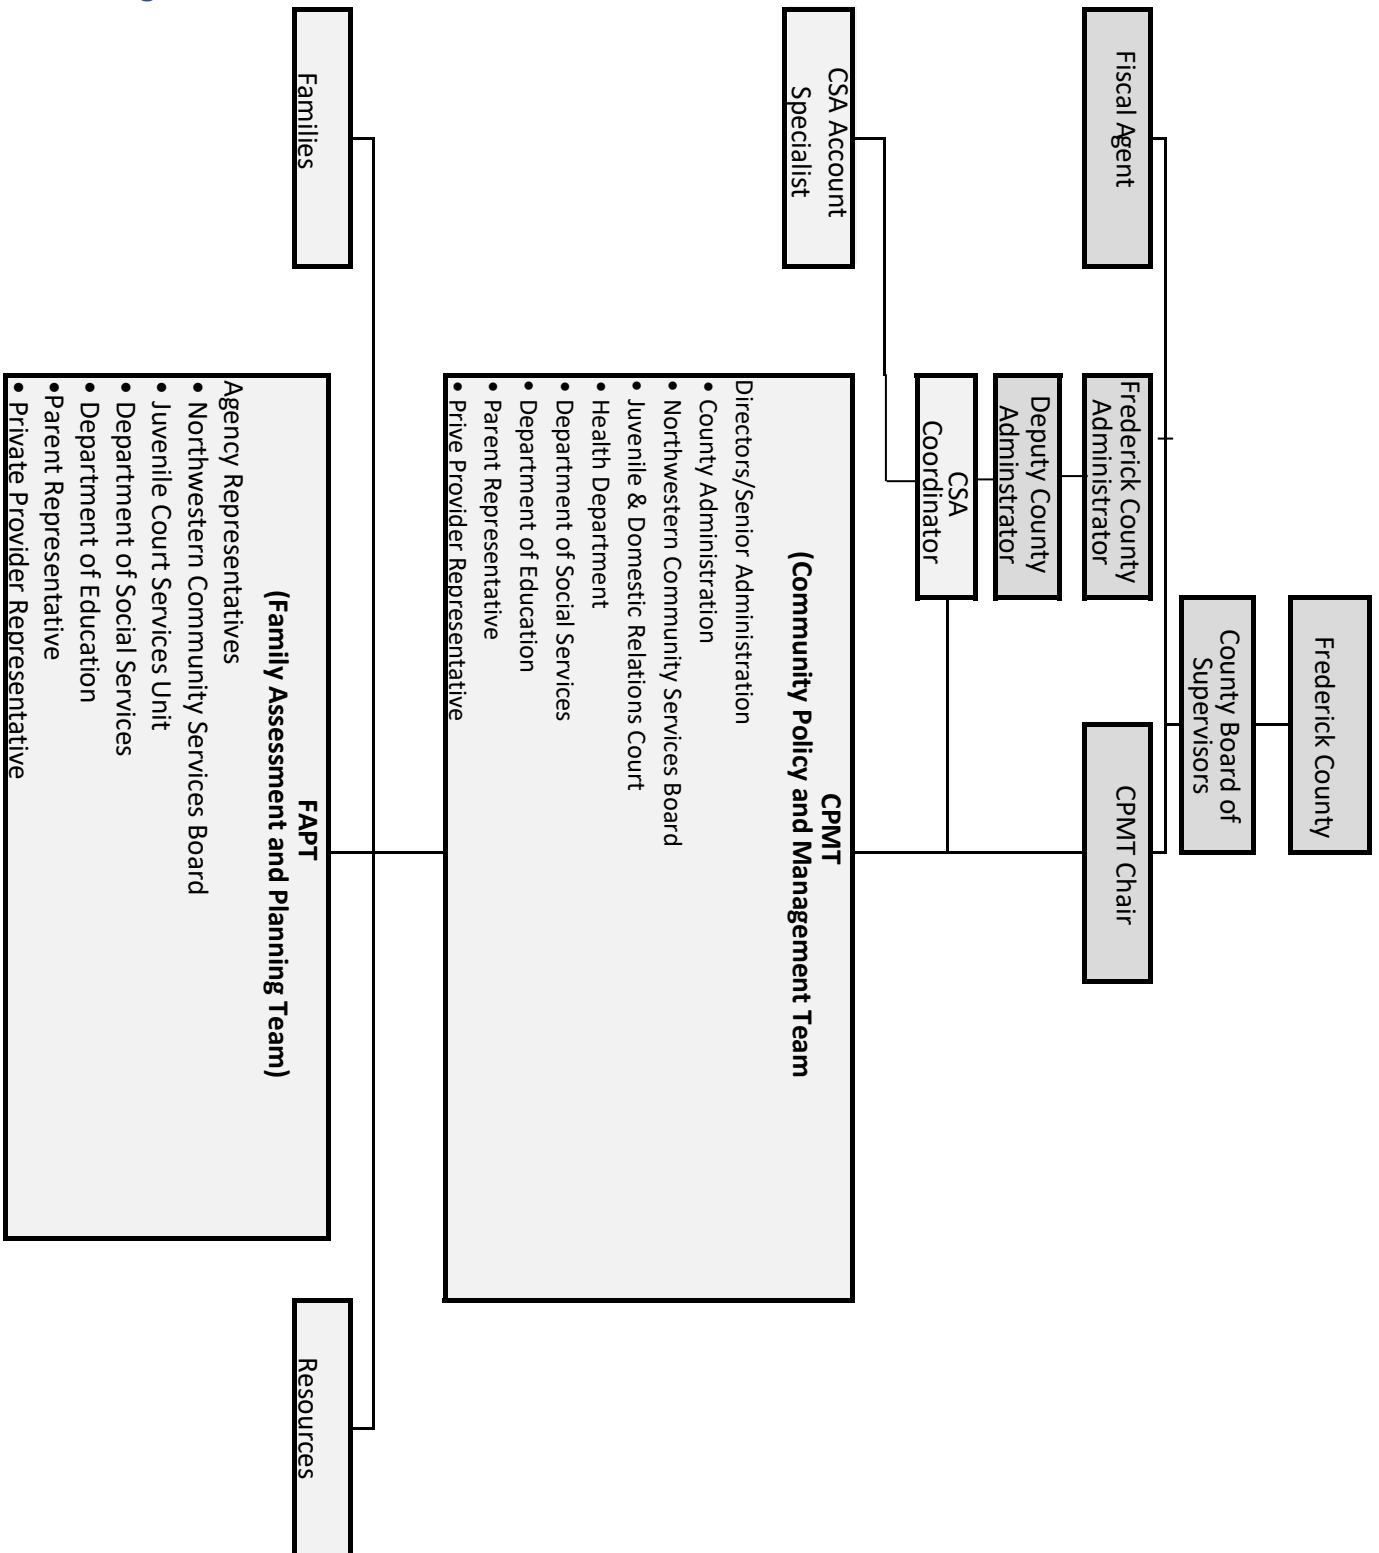 Frederick County
County Board of
Supervisors
Fiscal Agent
Frederick County
Administrator
CPMT Chair
Deputy County
Adminstrator
CSA
Coordinator
CSA Account
Specialist
CPMT
(Community Policy and Management Team
Directors/Senior Administration
• County Administration
• Northwestern Community Services Board
• Juvenile & Domestic Relations Court
• Health Department
• Department of Social Services
• Department of Education
• Parent Representative
• Prive Provider Representative
Families
Resources
FAPT
(Family Assessment and Planning Team)
Agency Representatives
• Northwestern Community Services Board
• Juvenile Court Services Unit
• Department of Social Services
• Department of Education
•Parent Representative
• Private Provider Representative